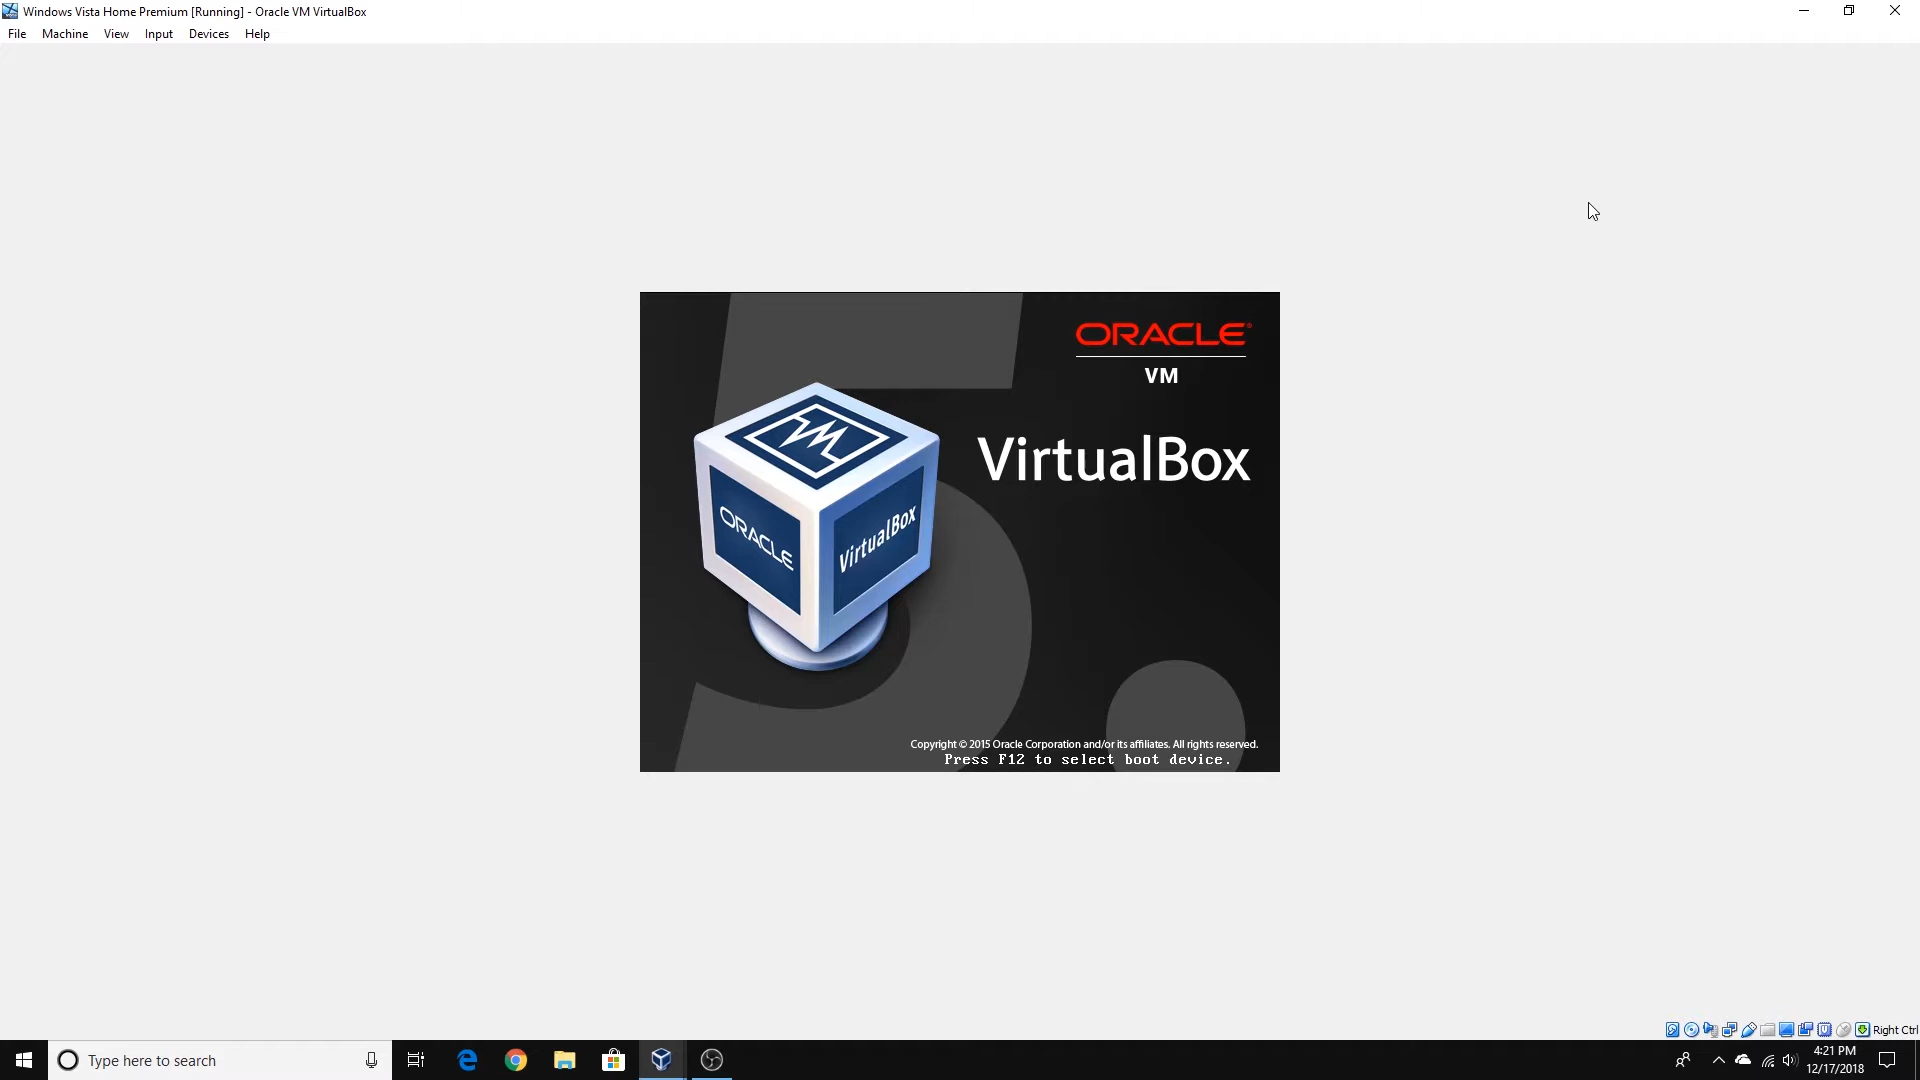 Windows Vista Home Premium [Running] - Oracle VM VirtualBox
File Machine View Input Devices Help
ORACLE®
VM
VirtualBox
ORACLE
VirtualBox
Copyright © 2015 Oracle Corporation and/or its affiliates. All rights reserved.
Press F12 to select boot device.
Right Ctrl
Type here to search
4:21 PM
12/17/2018